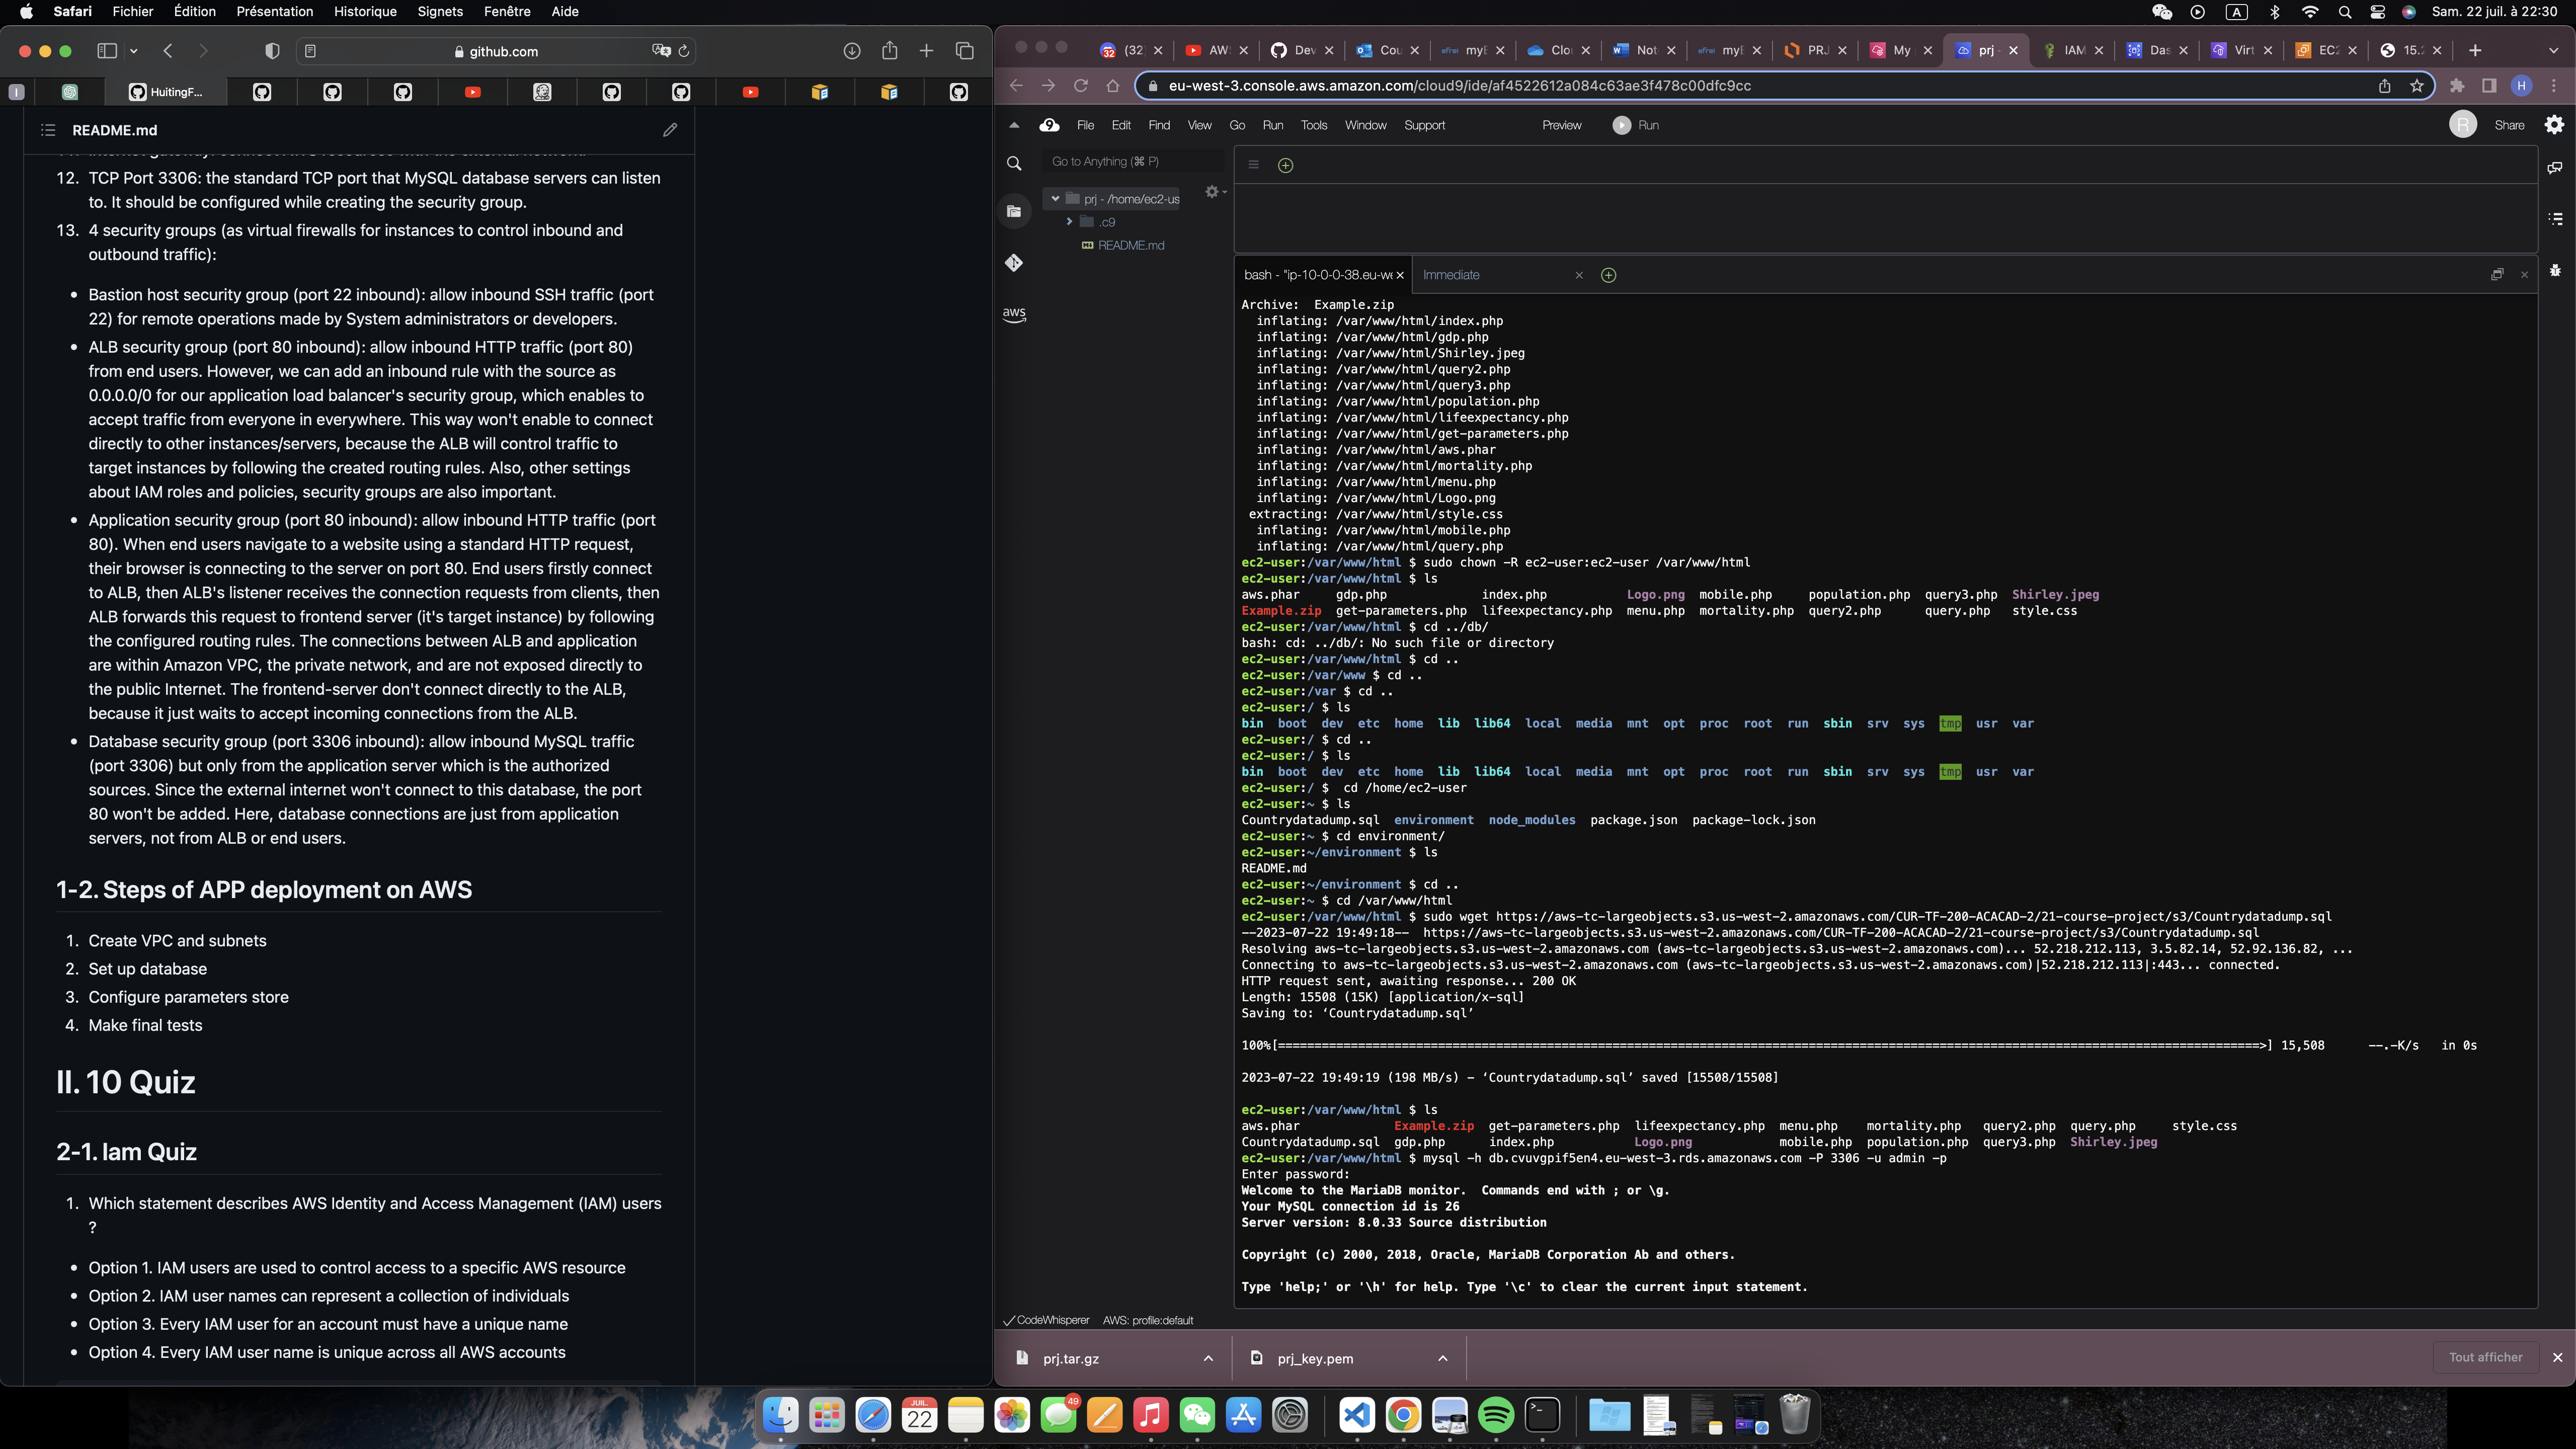 Safari Fichier Édition Présentation Historique Signets Fenêtre Aide
A Sam. 22 juil. à 22:30
github.com
HuitingF...
README.md
12. TCP Port 3306: the standard TCP port that MySQL database servers can listen
to. It should be configured while creating the security group.
13. 4 security groups (as virtual firewalls for instances to control inbound and
outbound traffic):
• Bastion host security group (port 22 inbound): allow inbound SSH traffic (port
22) for remote operations made by System administrators or developers.
• ALB security group (port 80 inbound): allow inbound HTTP traffic (port 80)
from end users. However, we can add an inbound rule with the source as
0.0.0.0/0 for our application load balancer's security group, which enables to
accept traffic from everyone in everywhere. This way won't enable to connect
directly to other instances/servers, because the ALB will control traffic to
target instances by following the created routing rules. Also, other settings
about IAM roles and policies, security groups are also important.
• Application security group (port 80 inbound): allow inbound HTTP traffic (port
80). When end users navigate to a website using a standard HTTP request,
their browser is connecting to the server on port 80. End users firstly connect
to ALB, then ALB's listener receives the connection requests from clients, then
ALB forwards this request to frontend server (it's target instance) by following
the configured routing rules. The connections between ALB and application
are within Amazon VPC, the private network, and are not exposed directly to
the public Internet. The frontend-server don't connect directly to the ALB,
because it just waits to accept incoming connections from the ALB.
• Database security group (port 3306 inbound): allow inbound MySQL traffic
(port 3306) but only from the application server which is the authorized
sources. Since the external internet won't connect to this database, the port
80 won't be added. Here, database connections are just from application
servers, not from ALB or end users.
1-2. Steps of APP deployment on AWS
1. Create VPC and subnets
2. Set up database
3. Configure parameters store
4. Make final tests
II. 10 Quiz
2-1. Iam Quiz
1. Which statement describes AWS Identity and Access Management (IAM) users
?
• Option 1. IAM users are used to control access to a specific AWS resource
• Option 2. IAM user names can represent a collection of individuals
• Option 3. Every IAM user for an account must have a unique name
• Option 4. Every IAM user name is unique across all AWS accounts
(32 AW Dev Cou myE Clou Not myE PRJ My prj - IAM Das Virt EC2 15.2
eu-west-3.console.aws.amazon.com/cloud9/ide/af4522612a084c63ae3f478c00dfc9cc H
9 File Edit Find View Go Run Tools Window Support Preview Run R Share
Go to Anything (⌘ P)
prj - /home/ec2-us
.c9
README.md
aws
bash - "ip-10-0-0-38.eu-we Immediate
Archive:  Example.zip
inflating: /var/www/html/index.php
inflating: /var/www/html/gdp.php
inflating: /var/www/html/Shirley.jpeg
inflating: /var/www/html/query2.php
inflating: /var/www/html/query3.php
inflating: /var/www/html/population.php
inflating: /var/www/html/lifeexpectancy.php
inflating: /var/www/html/get-parameters.php
inflating: /var/www/html/aws.phar
inflating: /var/www/html/mortality.php
inflating: /var/www/html/menu.php
inflating: /var/www/html/Logo.png
extracting: /var/www/html/style.css
inflating: /var/www/html/mobile.php
inflating: /var/www/html/query.php
ec2-user:/var/www/html $ sudo chown -R ec2-user:ec2-user /var/www/html
ec2-user:/var/www/html $ ls
aws.phar gdp.php index.php Logo.png mobile.php population.php query3.php Shirley.jpeg
Example.zip get-parameters.php lifeexpectancy.php menu.php mortality.php query2.php query.php style.css
ec2-user:/var/www/html $ cd ../db/
bash: cd: ../db/: No such file or directory
ec2-user:/var/www/html $ cd ..
ec2-user:/var/www $ cd ..
ec2-user:/var $ cd ..
ec2-user:/ $ ls
bin boot dev etc home lib lib64 local media mnt opt proc root run sbin srv sys tmp usr var
ec2-user:/ $ cd ..
ec2-user:/ $ ls
bin boot dev etc home lib lib64 local media mnt opt proc root run sbin srv sys tmp usr var
ec2-user:/ $  cd /home/ec2-user
ec2-user:~ $ ls
Countrydatadump.sql environment node_modules package.json package-lock.json
ec2-user:~ $ cd environment/
ec2-user:~/environment $ ls
README.md
ec2-user:~/environment $ cd ..
ec2-user:~ $ cd /var/www/html
ec2-user:/var/www/html $ sudo wget https://aws-tc-largeobjects.s3.us-west-2.amazonaws.com/CUR-TF-200-ACACAD-2/21-course-project/s3/Countrydatadump.sql
--2023-07-22 19:49:18--  https://aws-tc-largeobjects.s3.us-west-2.amazonaws.com/CUR-TF-200-ACACAD-2/21-course-project/s3/Countrydatadump.sql
Resolving aws-tc-largeobjects.s3.us-west-2.amazonaws.com (aws-tc-largeobjects.s3.us-west-2.amazonaws.com)... 52.218.212.113, 3.5.82.14, 52.92.136.82, ...
Connecting to aws-tc-largeobjects.s3.us-west-2.amazonaws.com (aws-tc-largeobjects.s3.us-west-2.amazonaws.com)|52.218.212.113|:443... connected.
HTTP request sent, awaiting response... 200 OK
Length: 15508 (15K) [application/x-sql]
Saving to: ‘Countrydatadump.sql’
100%[=====================================================>] 15,508 --.-K/s in 0s
2023-07-22 19:49:19 (198 MB/s) - ‘Countrydatadump.sql’ saved [15508/15508]
ec2-user:/var/www/html $ ls
aws.phar Example.zip get-parameters.php lifeexpectancy.php menu.php mortality.php query2.php query.php style.css
Countrydatadump.sql gdp.php index.php Logo.png mobile.php population.php query3.php Shirley.jpeg
ec2-user:/var/www/html $ mysql -h db.cvuvgpif5en4.eu-west-3.rds.amazonaws.com -P 3306 -u admin -p
Enter password:
Welcome to the MariaDB monitor.  Commands end with ; or \g.
Your MySQL connection id is 26
Server version: 8.0.33 Source distribution
Copyright (c) 2000, 2018, Oracle, MariaDB Corporation Ab and others.
Type 'help;' or '\h' for help. Type '\c' to clear the current input statement.
CodeWhisperer AWS: profile:default
prj.tar.gz prj_key.pem Tout afficher
JUIL. 22 49